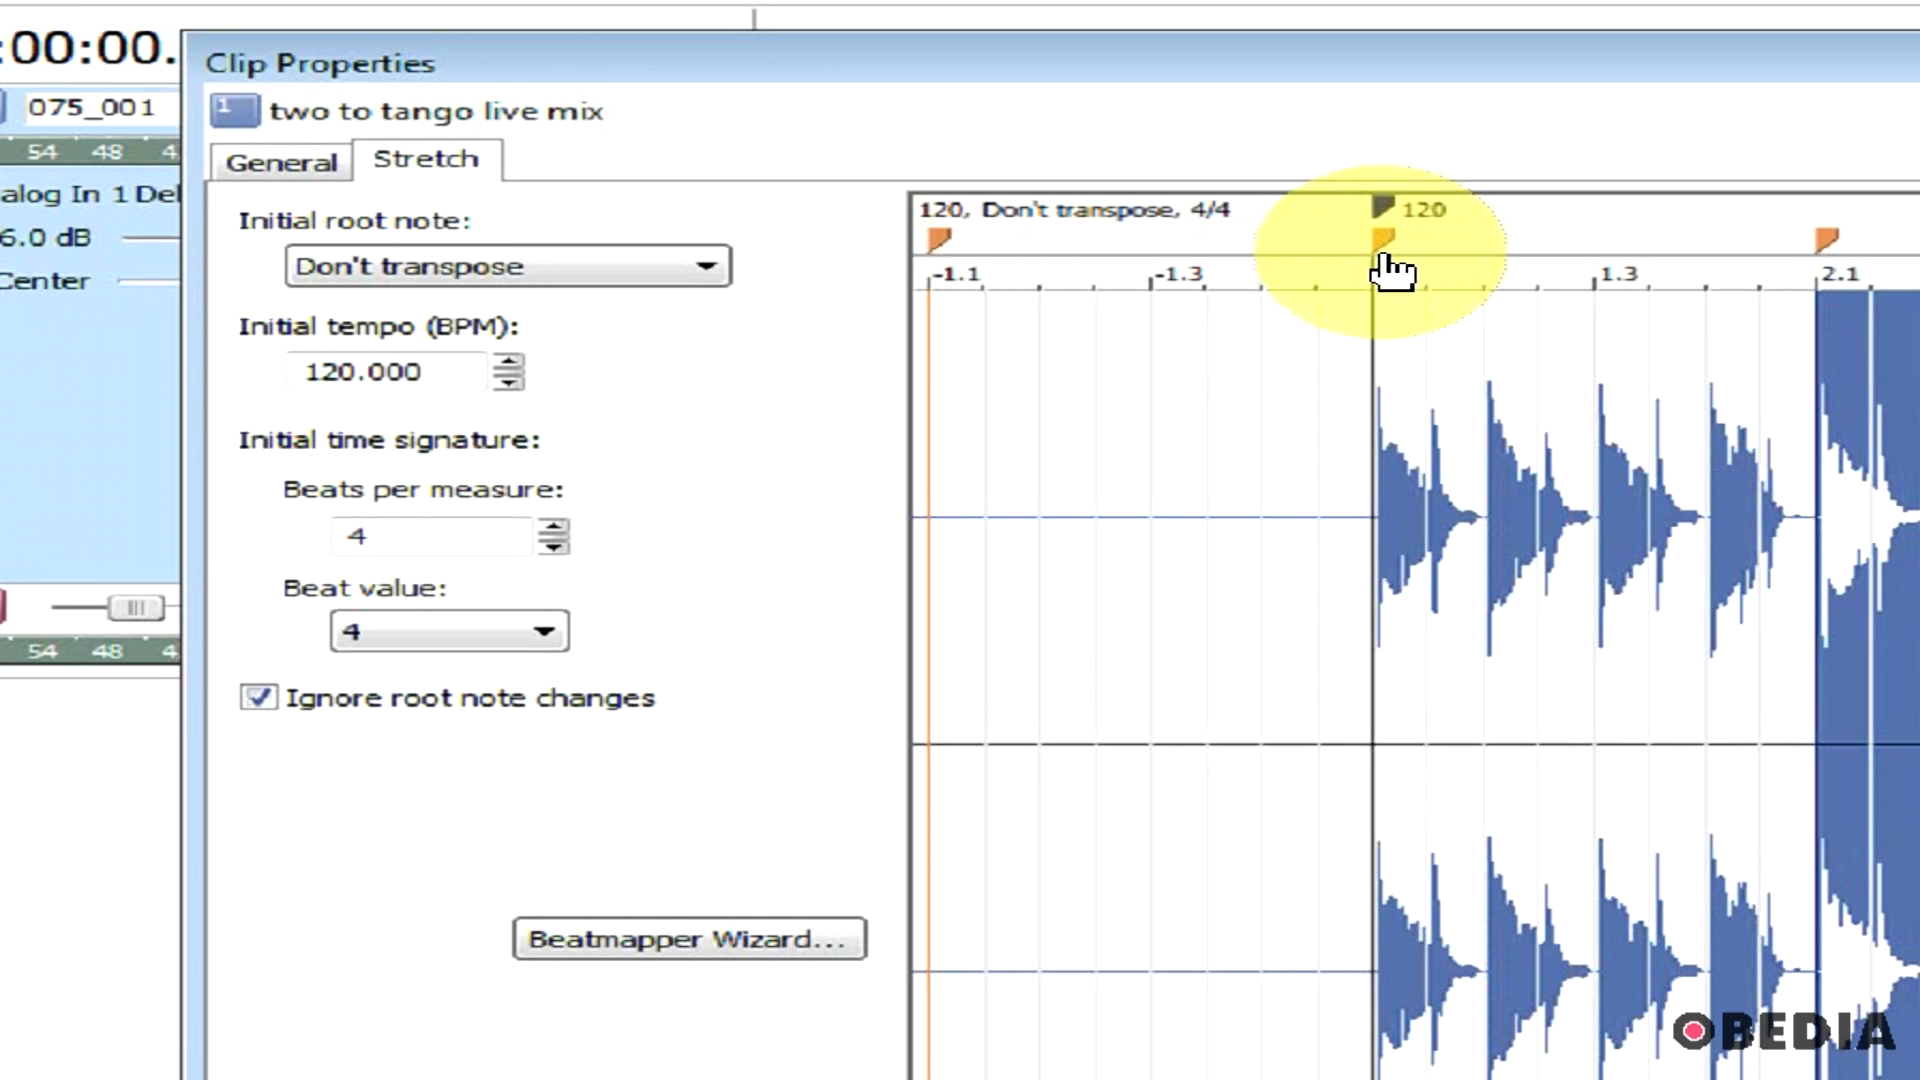 :00:00.
Clip Properties
075_001
1 two to tango live mix
54 48 4
General Stretch
alog In 1 Del
6.0 dB
Center
Initial root note:
Don't transpose
Initial tempo (BPM):
120.000
Initial time signature:
Beats per measure:
4
Beat value:
4
54 48 4
Ignore root note changes
Beatmapper Wizard...
120, Don't transpose, 4/4 120
-1.1 -1.3 1.3 2.1
OBEDIA